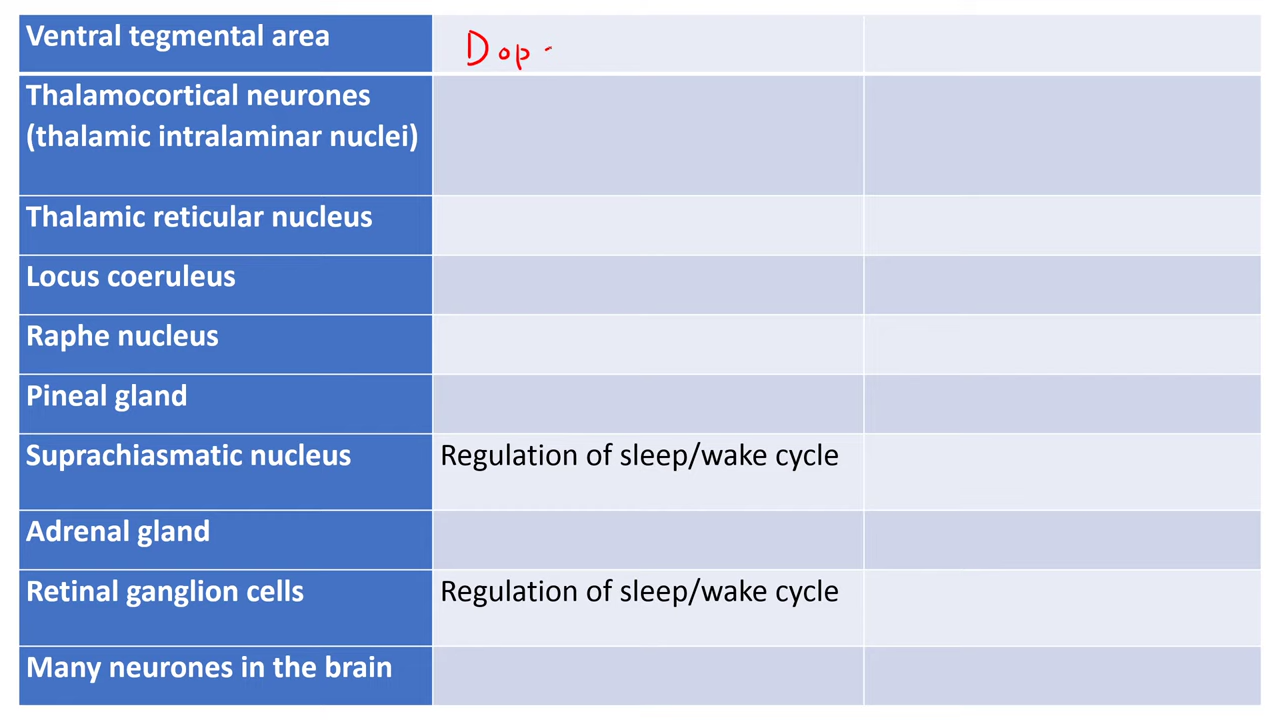 Ventral tegmental area
Dop
Thalamocortical neurones
(thalamic intralaminar nuclei)
Thalamic reticular nucleus
Locus coeruleus
Raphe nucleus
Pineal gland
Suprachiasmatic nucleus
Regulation of sleep/wake cycle
Adrenal gland
Retinal ganglion cells
Regulation of sleep/wake cycle
Many neurones in the brain